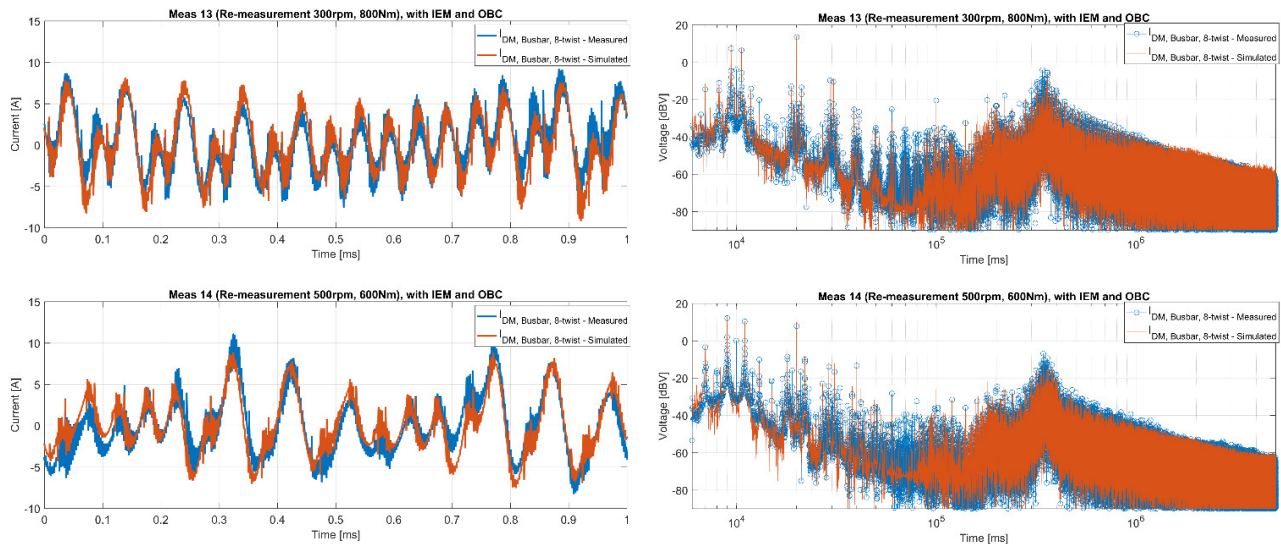 Meas 13 (Re-measurement 300rpm, 800Nm), with IEM and OBC
I DM, Busbar, 8-twist - Measured
I DM, Busbar, 8-twist - Simulated
Current [A]
15
10
5
0
-5
-10
0 0.1 0.2 0.3 0.4 0.5 0.6 0.7 0.8 0.9 1
Time [ms]
Meas 13 (Re-measurement 300rpm, 800Nm), with IEM and OBC
I DM, Busbar, 8-twist - Measured
I DM, Busbar, 8-twist - Simulated
Voltage [dBV]
20
0
-20
-40
-60
-80
10^4 10^5 10^6
Time [ms]
Meas 14 (Re-measurement 500rpm, 600Nm), with IEM and OBC
I DM, Busbar, 8-twist - Measured
I DM, Busbar, 8-twist - Simulated
Current [A]
15
10
5
0
-5
-10
0 0.1 0.2 0.3 0.4 0.5 0.6 0.7 0.8 0.9 1
Time [ms]
Meas 14 (Re-measurement 500rpm, 600Nm), with IEM and OBC
I DM, Busbar, 8-twist - Measured
I DM, Busbar, 8-twist - Simulated
Voltage [dBV]
20
0
-20
-40
-60
-80
10^4 10^5 10^6
Time [ms]